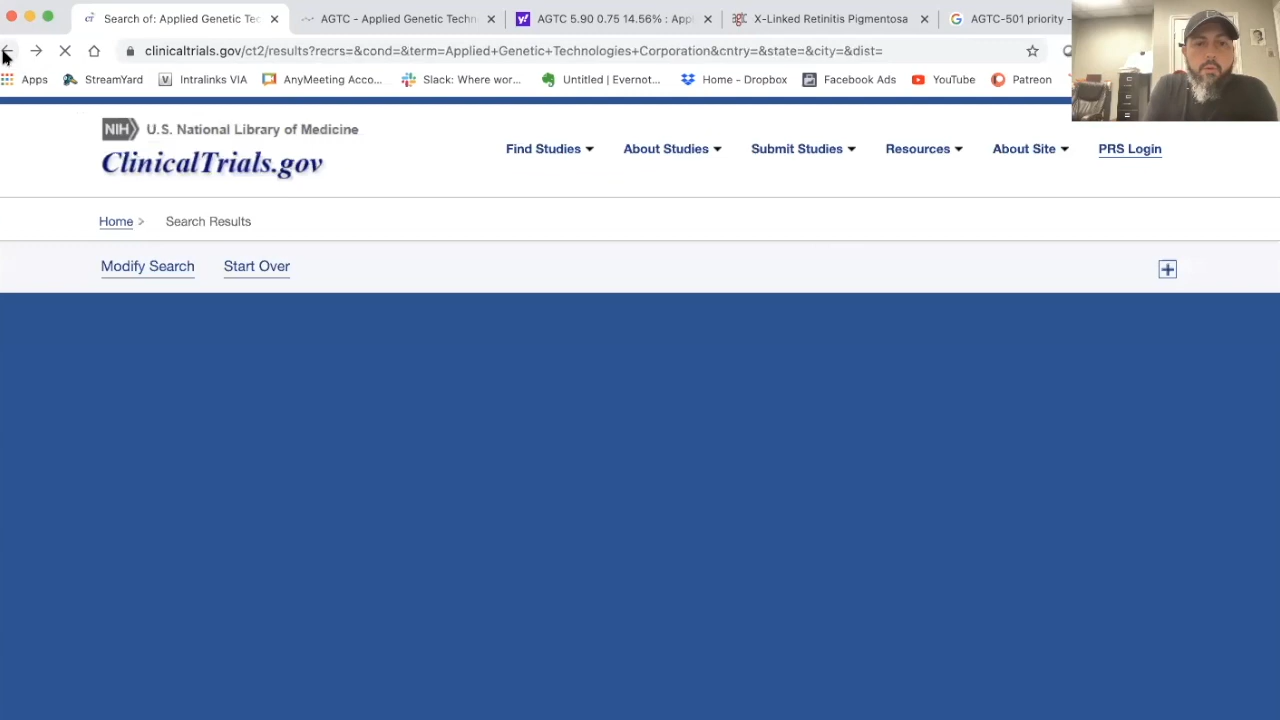 Search of: Applied Genetic Tec
AGTC - Applied Genetic Techn
AGTC 5.90 0.75 14.56% : Appl
X-Linked Retinitis Pigmentosa
AGTC-501 priority -
clinicaltrials.gov/ct2/results?recrs=&cond=&term=Applied+Genetic+Technologies+Corporation&cntry=&state=&city=&dist=
Apps
StreamYard
Intralinks VIA
AnyMeeting Acco...
Slack: Where wor...
Untitled | Evernot...
Home - Dropbox
Facebook Ads
YouTube
Patreon
NIH U.S. National Library of Medicine
ClinicalTrials.gov
Find Studies
About Studies
Submit Studies
Resources
About Site
PRS Login
Home > Search Results
Modify Search
Start Over